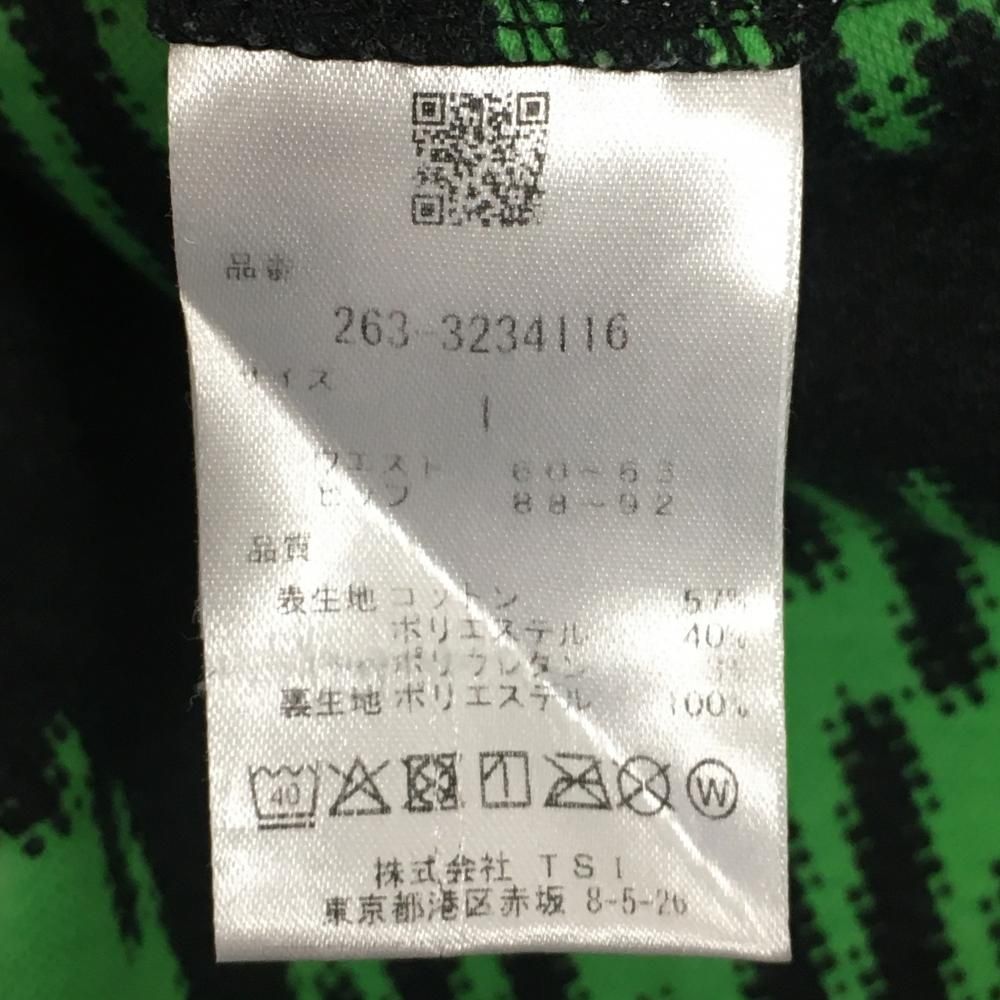 品番
263-3234116
サイズ
1
ウエスト 60~63
ヒップ 88~92
品質
表生地 コットン 57%
ポリエステル 40%
ポリウレタン
裏生地 ポリエステル 100%
40
W
株式会社 TSI
東京都港区赤坂 8-5-26